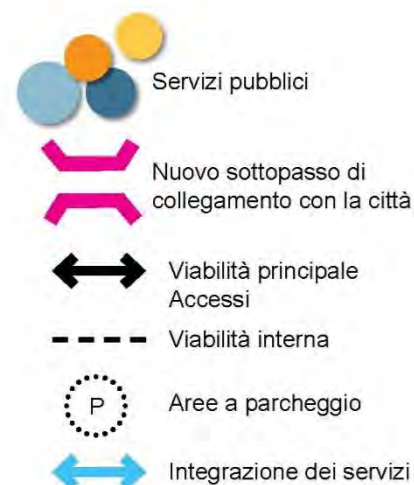 Servizi pubblici
Nuovo sottopasso di
collegamento con la città
Viabilità principale
Accessi
Viabilità interna
P
Aree a parcheggio
Integrazione dei servizi